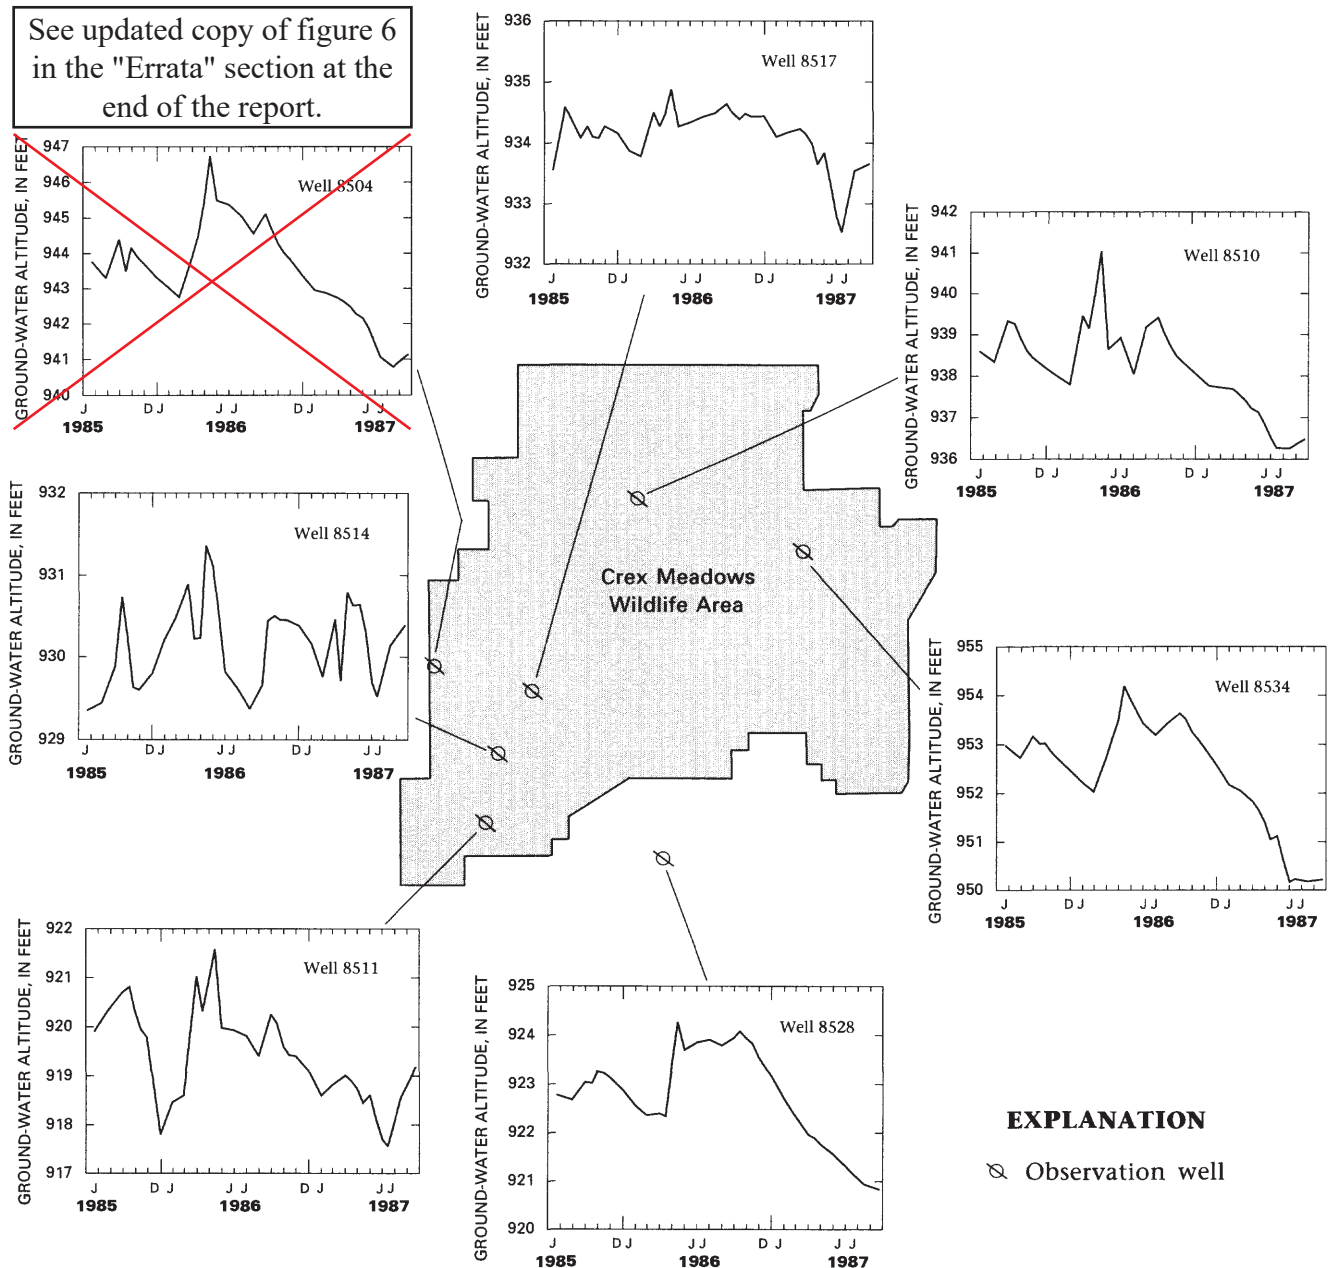 See updated copy of figure 6
in the "Errata" section at the
end of the report.
GROUND-WATER ALTITUDE, IN FEET
947
946
945
944
943
942
941
940
Well 8504
J D J J J D J J J
1985 1986 1987
GROUND-WATER ALTITUDE, IN FEET
936
935
934
933
932
Well 8517
J D J J J D J J J
1985 1986 1987
GROUND-WATER ALTITUDE, IN FEET
942
941
940
939
938
937
936
Well 8510
J D J J J D J J J
1985 1986 1987
GROUND-WATER ALTITUDE, IN FEET
932
931
930
929
Well 8514
J D J J J D J J J
1985 1986 1987
Crex Meadows
Wildlife Area
GROUND-WATER ALTITUDE, IN FEET
955
954
953
952
951
950
Well 8534
J D J J J D J J J
1985 1986 1987
GROUND-WATER ALTITUDE, IN FEET
922
921
920
919
918
917
Well 8511
J D J J J D J J J
1985 1986 1987
GROUND-WATER ALTITUDE, IN FEET
925
924
923
922
921
920
Well 8528
J D J J J D J J J
1985 1986 1987
EXPLANATION
Observation well